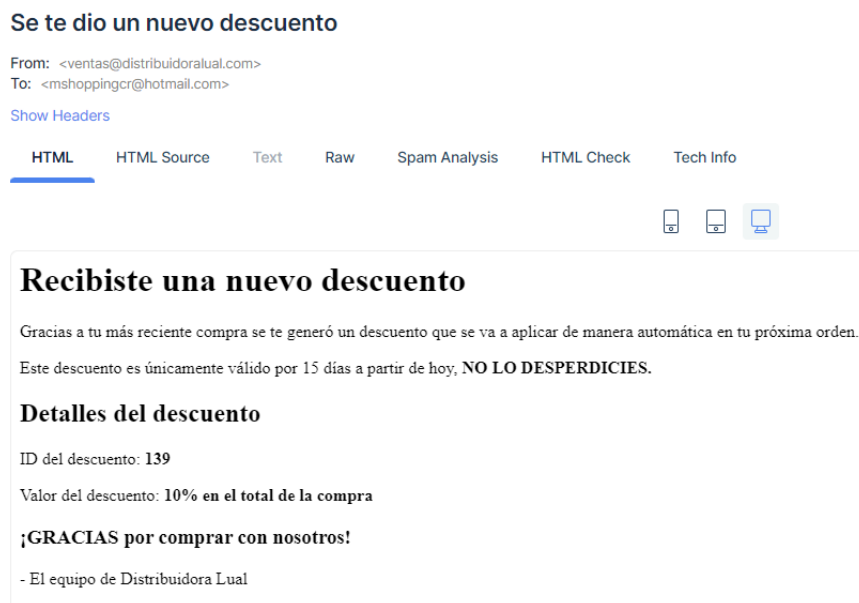 Se te dio un nuevo descuento
From: <ventas@distribuidoralual.com>
To: <mshoppingcr@hotmail.com>
Show Headers
HTML HTML Source Text Raw Spam Analysis HTML Check Tech Info
Recibiste una nuevo descuento
Gracias a tu más reciente compra se te generó un descuento que se va a aplicar de manera automática en tu próxima orden.
Este descuento es únicamente válido por 15 días a partir de hoy, NO LO DESPERDICIES.
Detalles del descuento
ID del descuento: 139
Valor del descuento: 10% en el total de la compra
¡GRACIAS por comprar con nosotros!
- El equipo de Distribuidora Lual